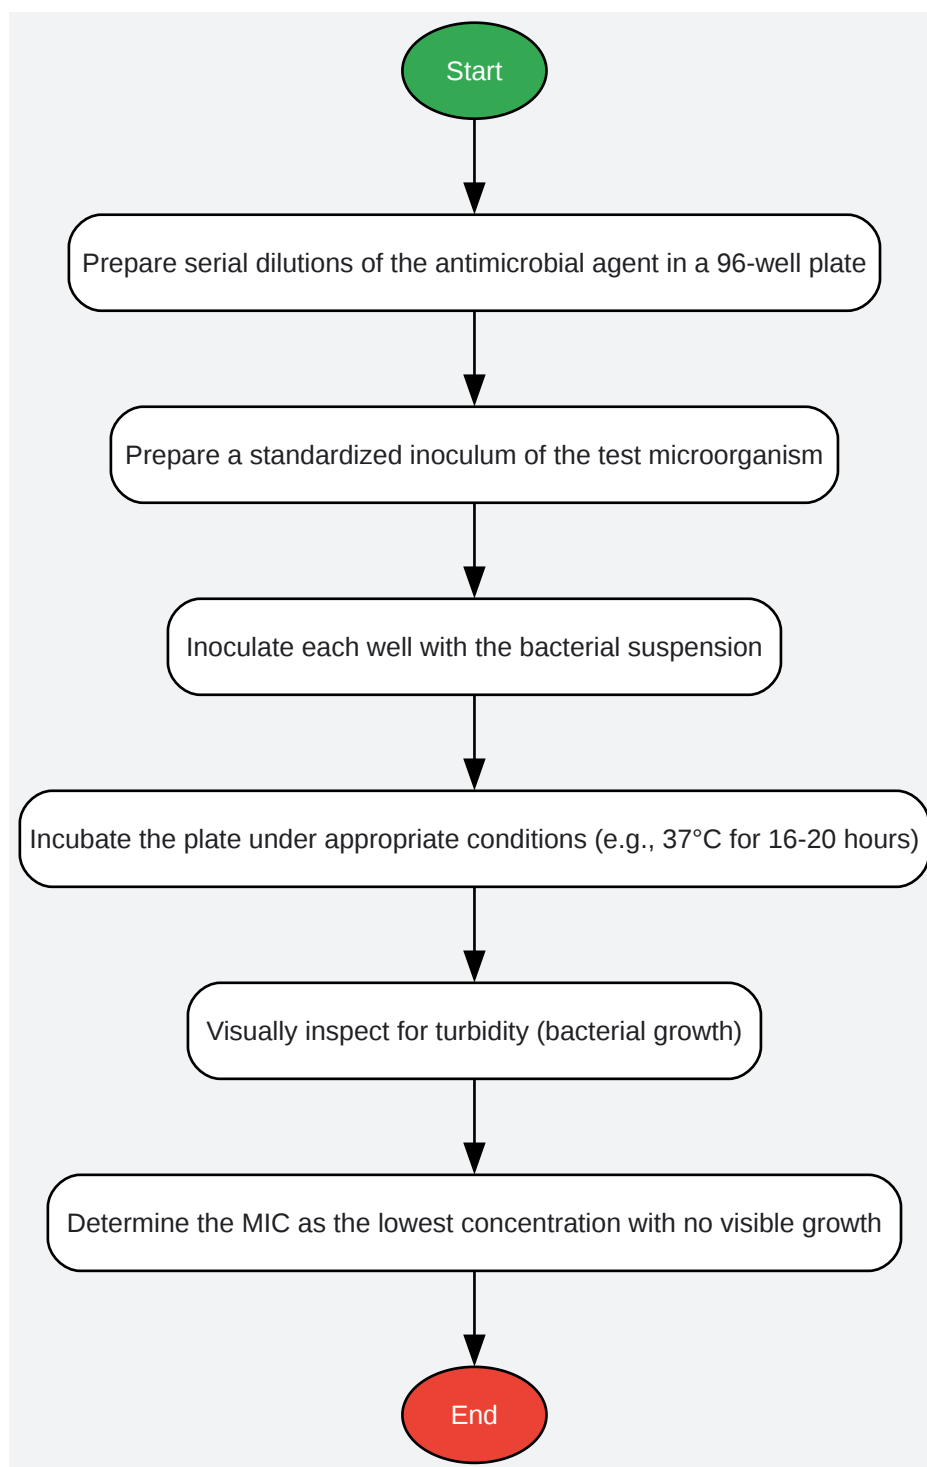 Start
Prepare serial dilutions of the antimicrobial agent in a 96-well plate
Prepare a standardized inoculum of the test microorganism
Inoculate each well with the bacterial suspension
Incubate the plate under appropriate conditions (e.g., 37°C for 16-20 hours)
Visually inspect for turbidity (bacterial growth)
Determine the MIC as the lowest concentration with no visible growth
End